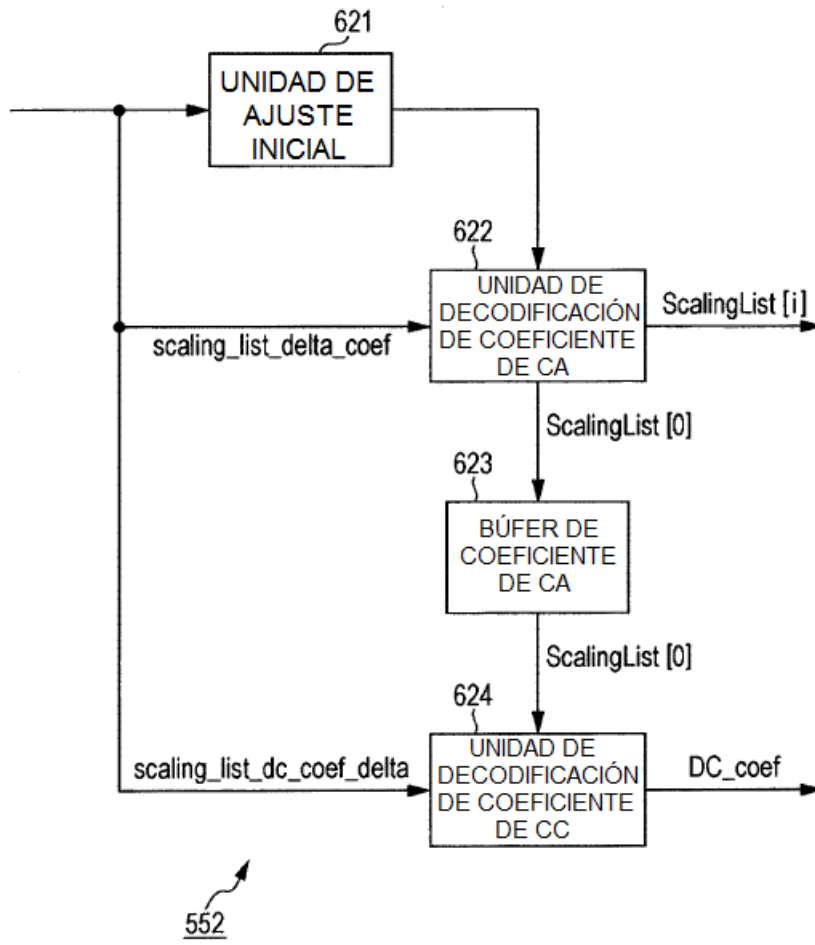 621
UNIDAD DE
AJUSTE
INICIAL
622
UNIDAD DE
DECODIFICACIÓN
DE COEFICIENTE
DE CA
ScalingList [i]
scaling_list_delta_coef
ScalingList [0]
623
BÚFER DE
COEFICIENTE
DE CA
ScalingList [0]
624
UNIDAD DE
DECODIFICACIÓN
DE COEFICIENTE
DE CC
scaling_list_dc_coef_delta
DC_coef
552